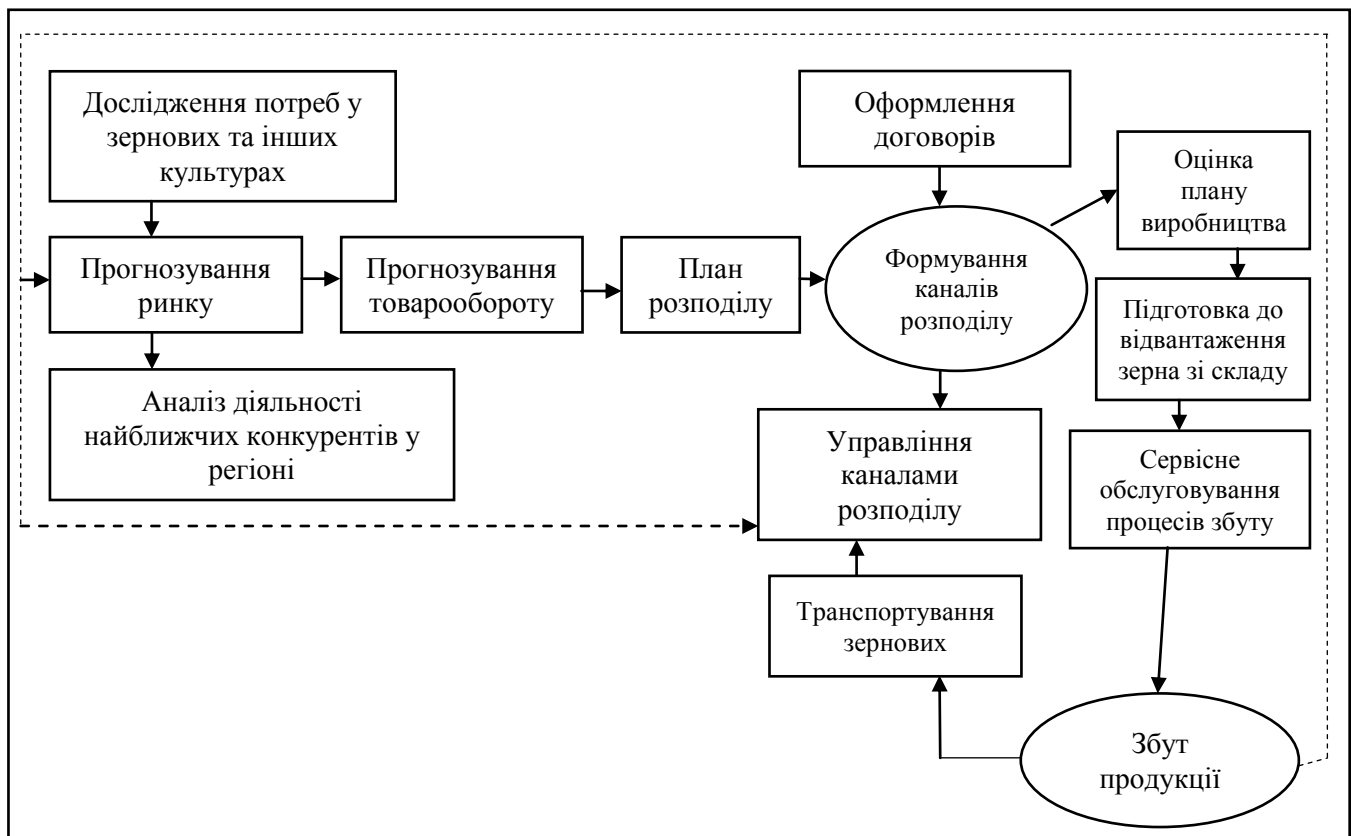 Дослідження потреб у
зернових та інших
культурах
Оформлення
договорів
Оцінка
плану
виробництва
Прогнозування
ринку
Прогнозування
товарообороту
План
розподілу
Формування
каналів
розподілу
Підготовка до
відвантаження
зерна зі складу
Аналіз діяльності
найближчих конкурентів у
регіоні
Управління
каналами
розподілу
Сервісне
обслуговування
процесів збуту
Транспортування
зернових
Збут
продукції